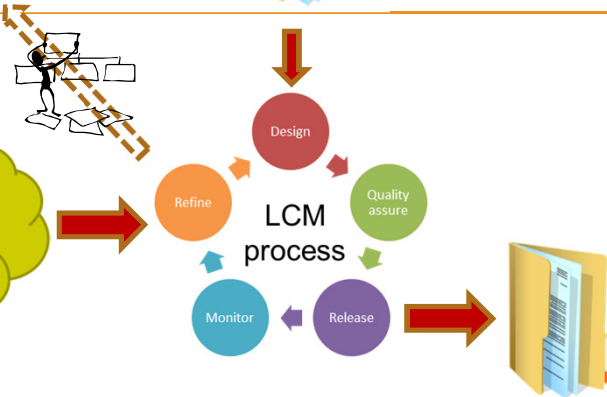 Design
Quality
assure
Release
Monitor
Refine
LCM
process